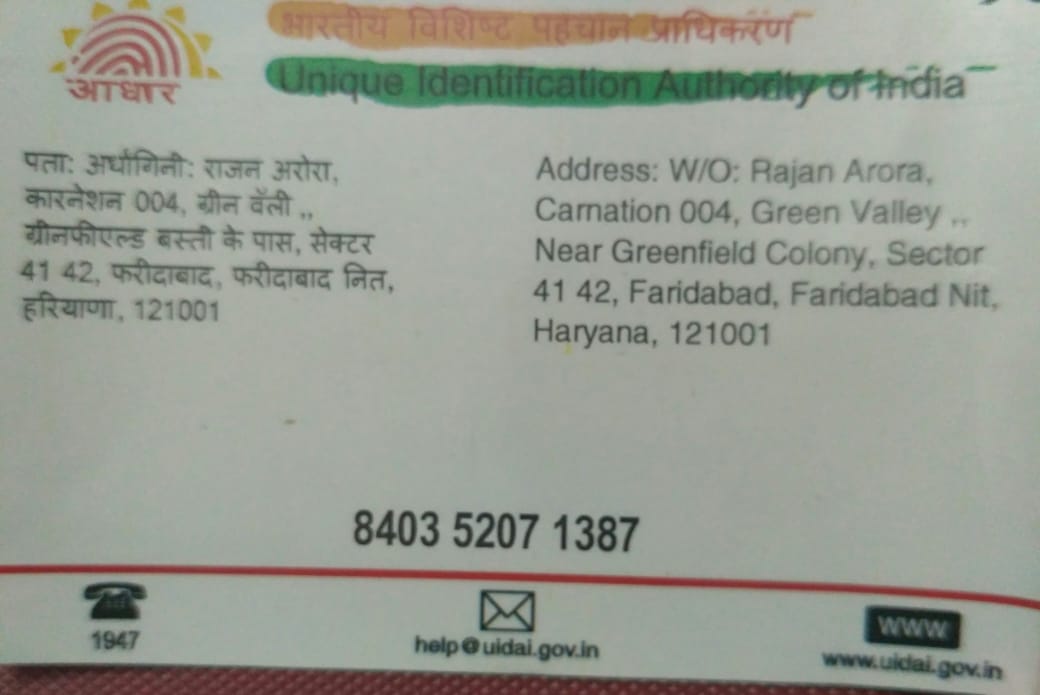 आधार
भारतीय विशिष्ट पहचान प्राधिकरण
Unique Identification Authority of India
पता: अर्धांगिनी: राजन अरोरा,
कारनेशन 004, ग्रीन वॅली ,,
ग्रीनफीएल्ड बस्ती के पास, सेक्टर
41 42, फरीदाबाद, फरीदाबाद नित,
हरियाणा, 121001
Address: W/O: Rajan Arora,
Carnation 004, Green Valley ,,
Near Greenfield Colony, Sector
41 42, Faridabad, Faridabad Nit,
Haryana, 121001
8403 5207 1387
1947
help@uidai.gov.in
WWW
www.uidai.gov.in